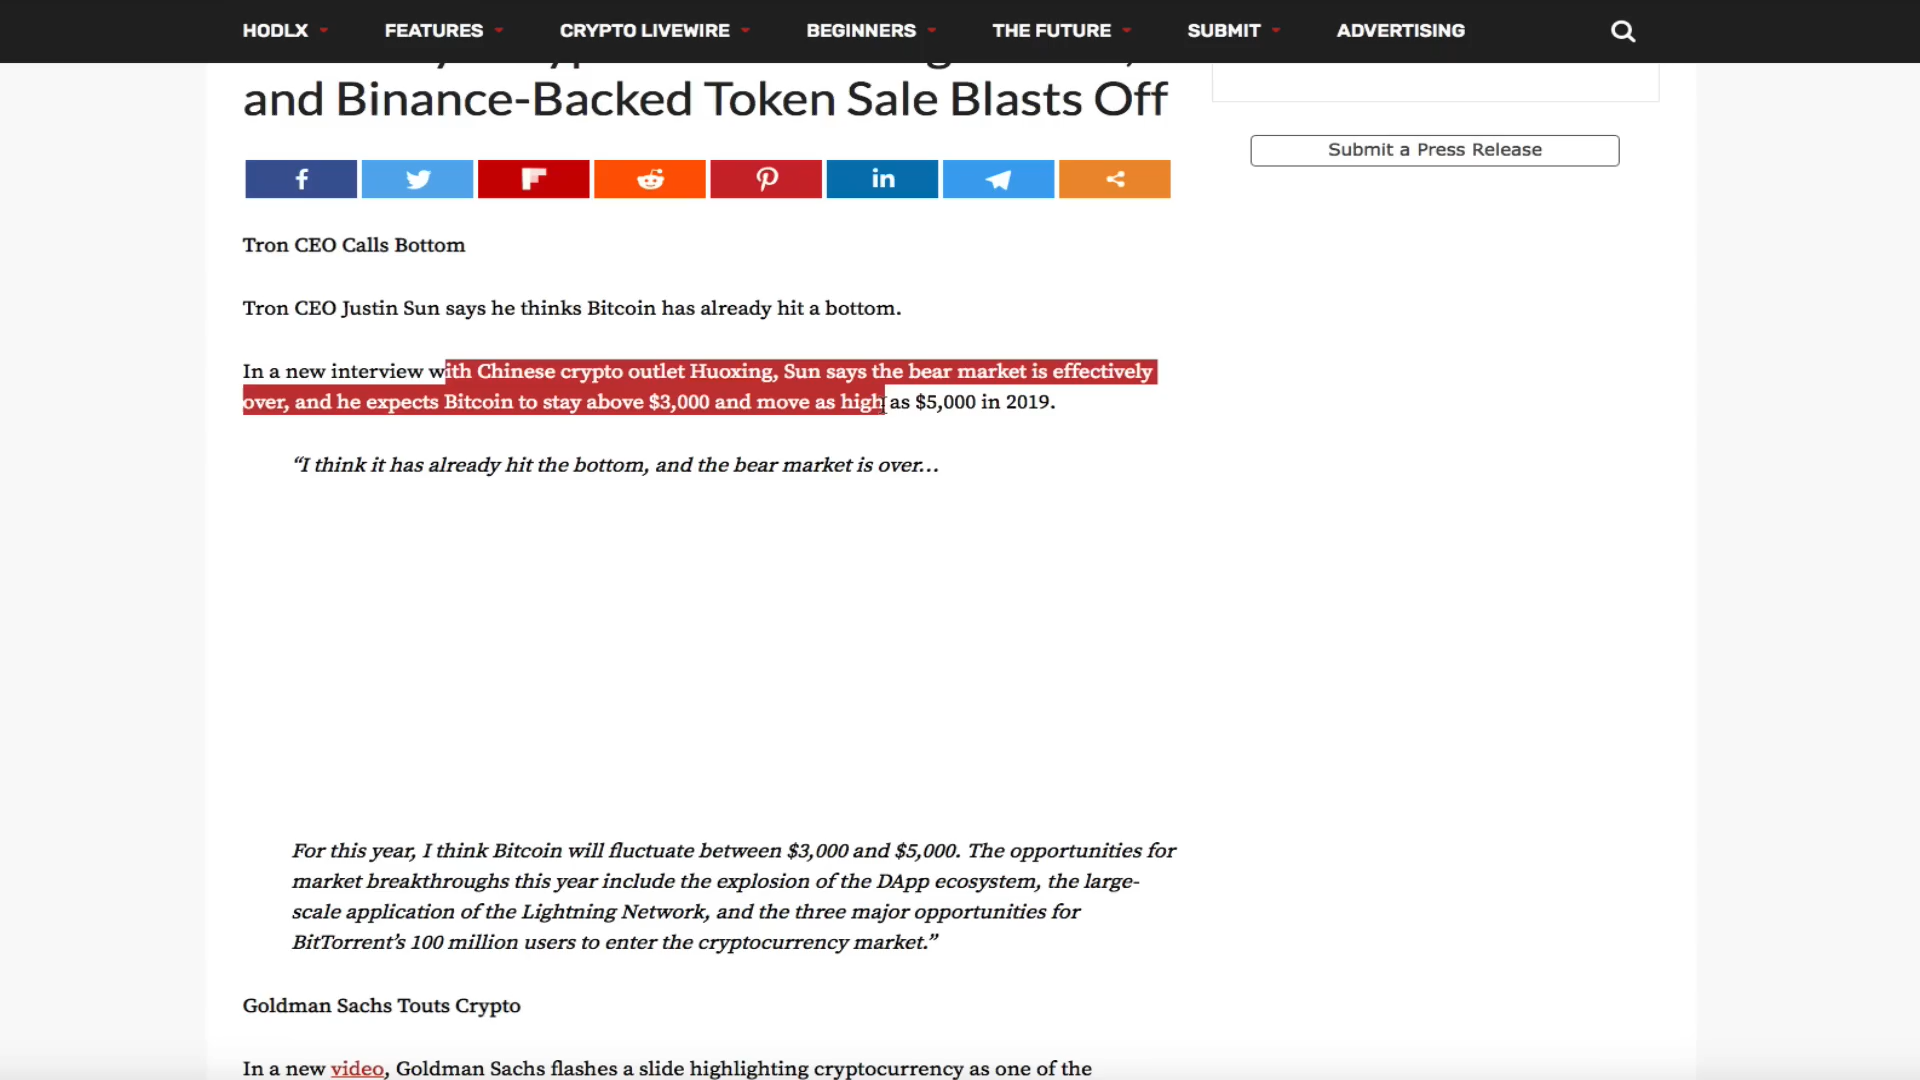 HODLX FEATURES CRYPTO LIVEWIRE BEGINNERS THE FUTURE SUBMIT ADVERTISING
and Binance-Backed Token Sale Blasts Off
Submit a Press Release
Tron CEO Calls Bottom
Tron CEO Justin Sun says he thinks Bitcoin has already hit a bottom.
In a new interview with Chinese crypto outlet Huoxing, Sun says the bear market is effectively
over, and he expects Bitcoin to stay above $3,000 and move as high as $5,000 in 2019.
“I think it has already hit the bottom, and the bear market is over…
For this year, I think Bitcoin will fluctuate between $3,000 and $5,000. The opportunities for
market breakthroughs this year include the explosion of the DApp ecosystem, the large-
scale application of the Lightning Network, and the three major opportunities for
BitTorrent’s 100 million users to enter the cryptocurrency market.”
Goldman Sachs Touts Crypto
In a new video, Goldman Sachs flashes a slide highlighting cryptocurrency as one of the